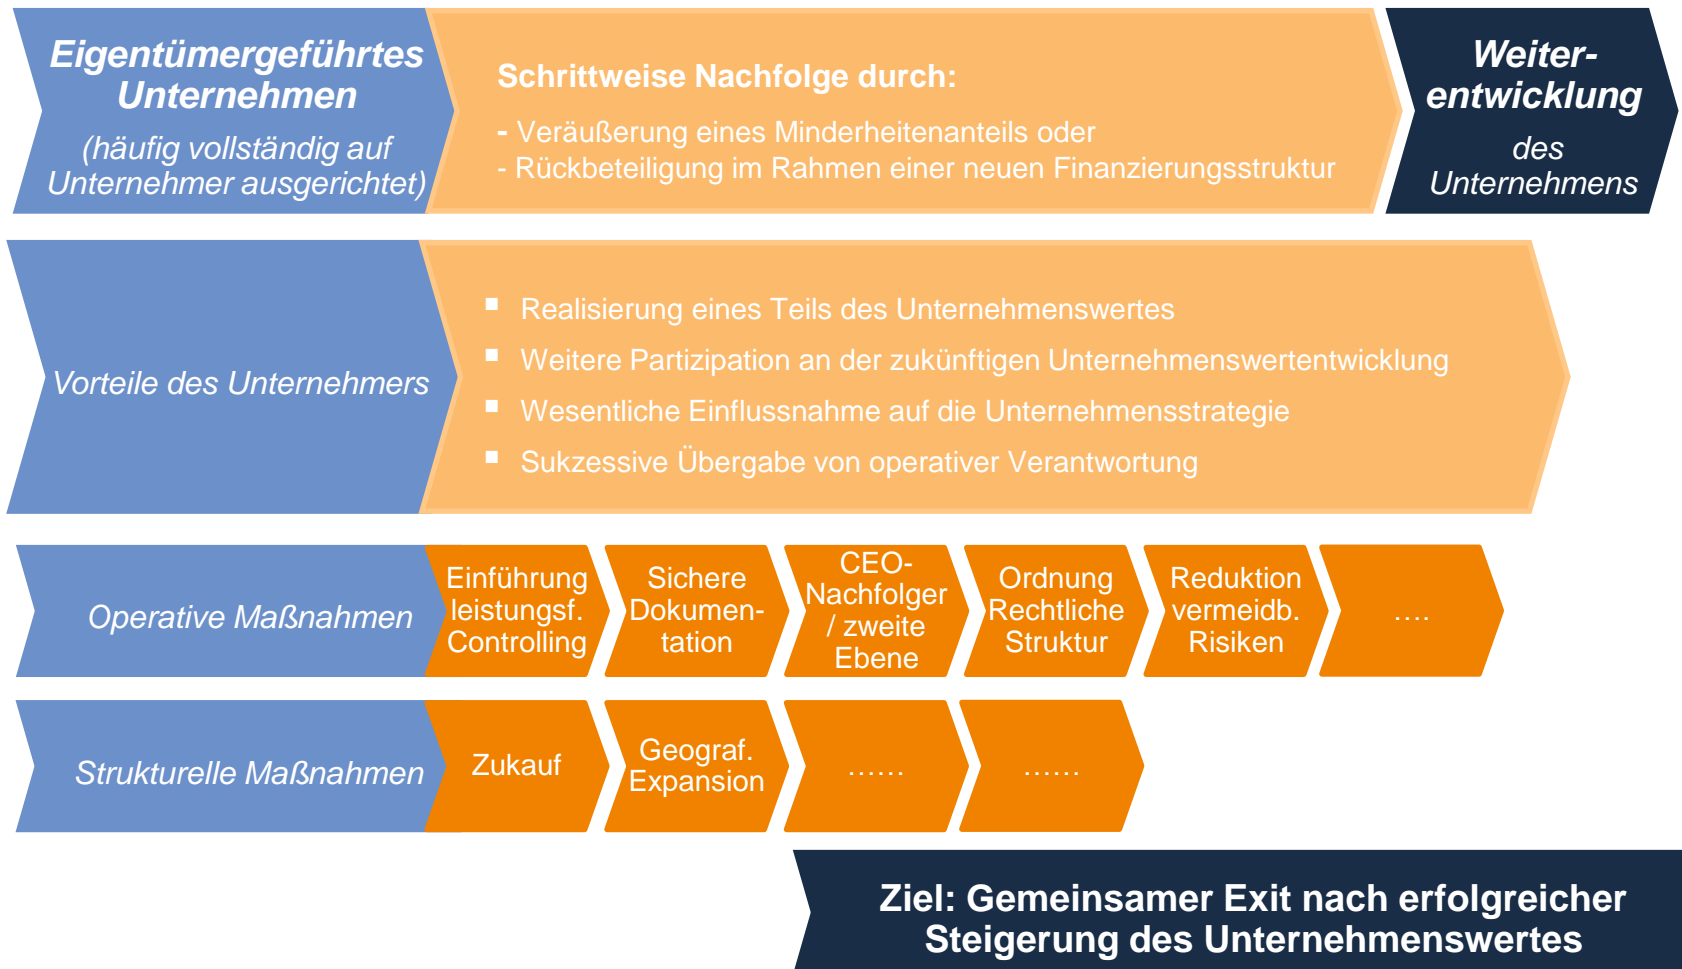 Eigentümergeführtes
Unternehmen
(häufig vollständig auf
Unternehmer ausgerichtet)
Schrittweise Nachfolge durch:
- Veräußerung eines Minderheitenanteils oder
- Rückbeteiligung im Rahmen einer neuen Finanzierungsstruktur
Weiter-
entwicklung
des
Unternehmens
Vorteile des Unternehmers
▪ Realisierung eines Teils des Unternehmenswertes
▪ Weitere Partizipation an der zukünftigen Unternehmenswertentwicklung
▪ Wesentliche Einflussnahme auf die Unternehmensstrategie
▪ Sukzessive Übergabe von operativer Verantwortung
Operative Maßnahmen
Einführung
leistungsf.
Controlling
Sichere
Dokumen-
tation
CEO-
Nachfolger
/ zweite
Ebene
Ordnung
Rechtliche
Struktur
Reduktion
vermeidb.
Risiken
….
Strukturelle Maßnahmen
Zukauf
Geograf.
Expansion
……
……
Ziel: Gemeinsamer Exit nach erfolgreicher
Steigerung des Unternehmenswertes